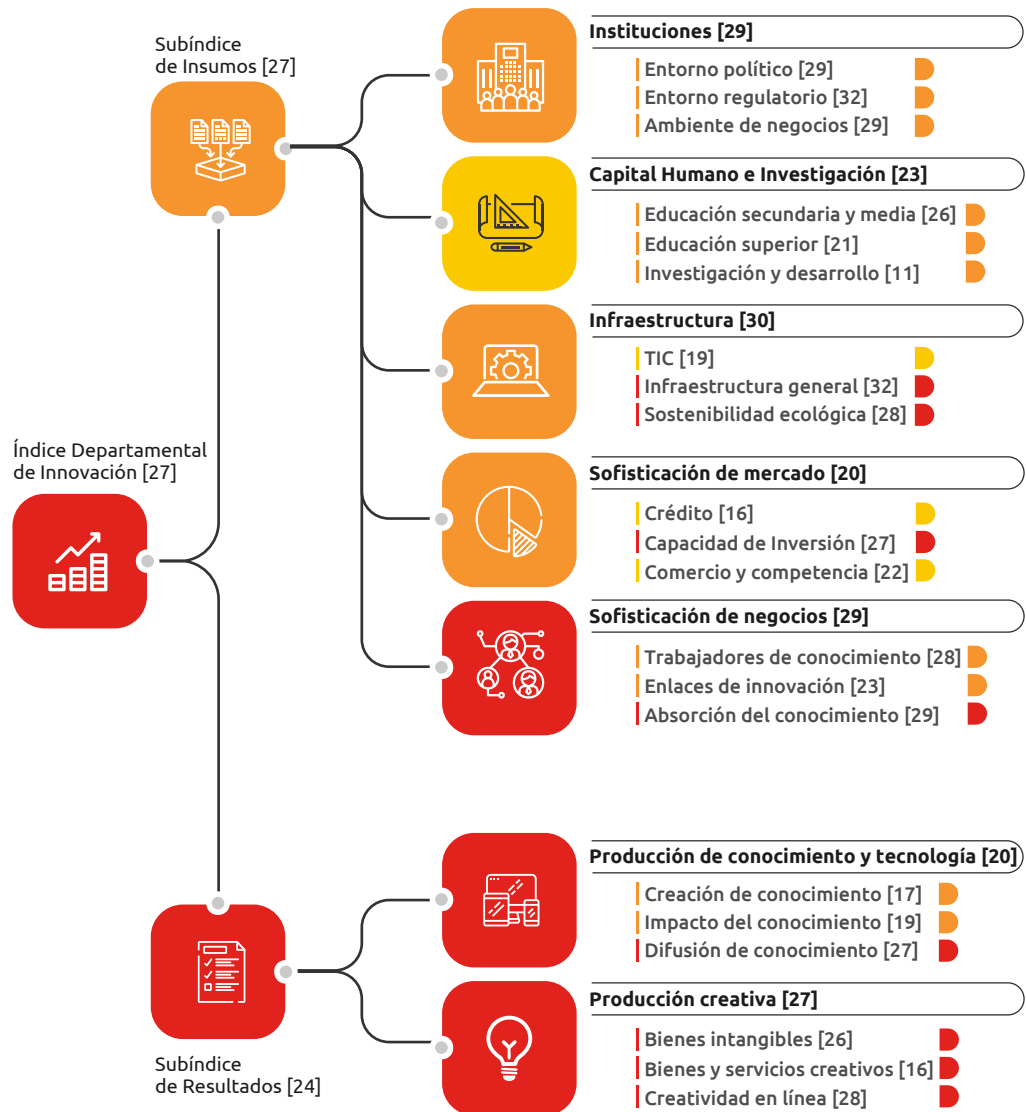 Subíndice
de Insumos [27]
Instituciones [29]
Entorno político [29]
Entorno regulatorio [32]
Ambiente de negocios [29]
Capital Humano e Investigación [23]
Educación secundaria y media [26]
Educación superior [21]
Investigación y desarrollo [11]
Infraestructura [30]
TIC [19]
Infraestructura general [32]
Sostenibilidad ecológica [28]
Índice Departamental
de Innovación [27]
Sofisticación de mercado [20]
Crédito [16]
Capacidad de Inversión [27]
Comercio y competencia [22]
Sofisticación de negocios [29]
Trabajadores de conocimiento [28]
Enlaces de innovación [23]
Absorción del conocimiento [29]
Producción de conocimiento y tecnología [20]
Creación de conocimiento [17]
Impacto del conocimiento [19]
Difusión de conocimiento [27]
Producción creativa [27]
Bienes intangibles [26]
Bienes y servicios creativos [16]
Creatividad en línea [28]
Subíndice
de Resultados [24]